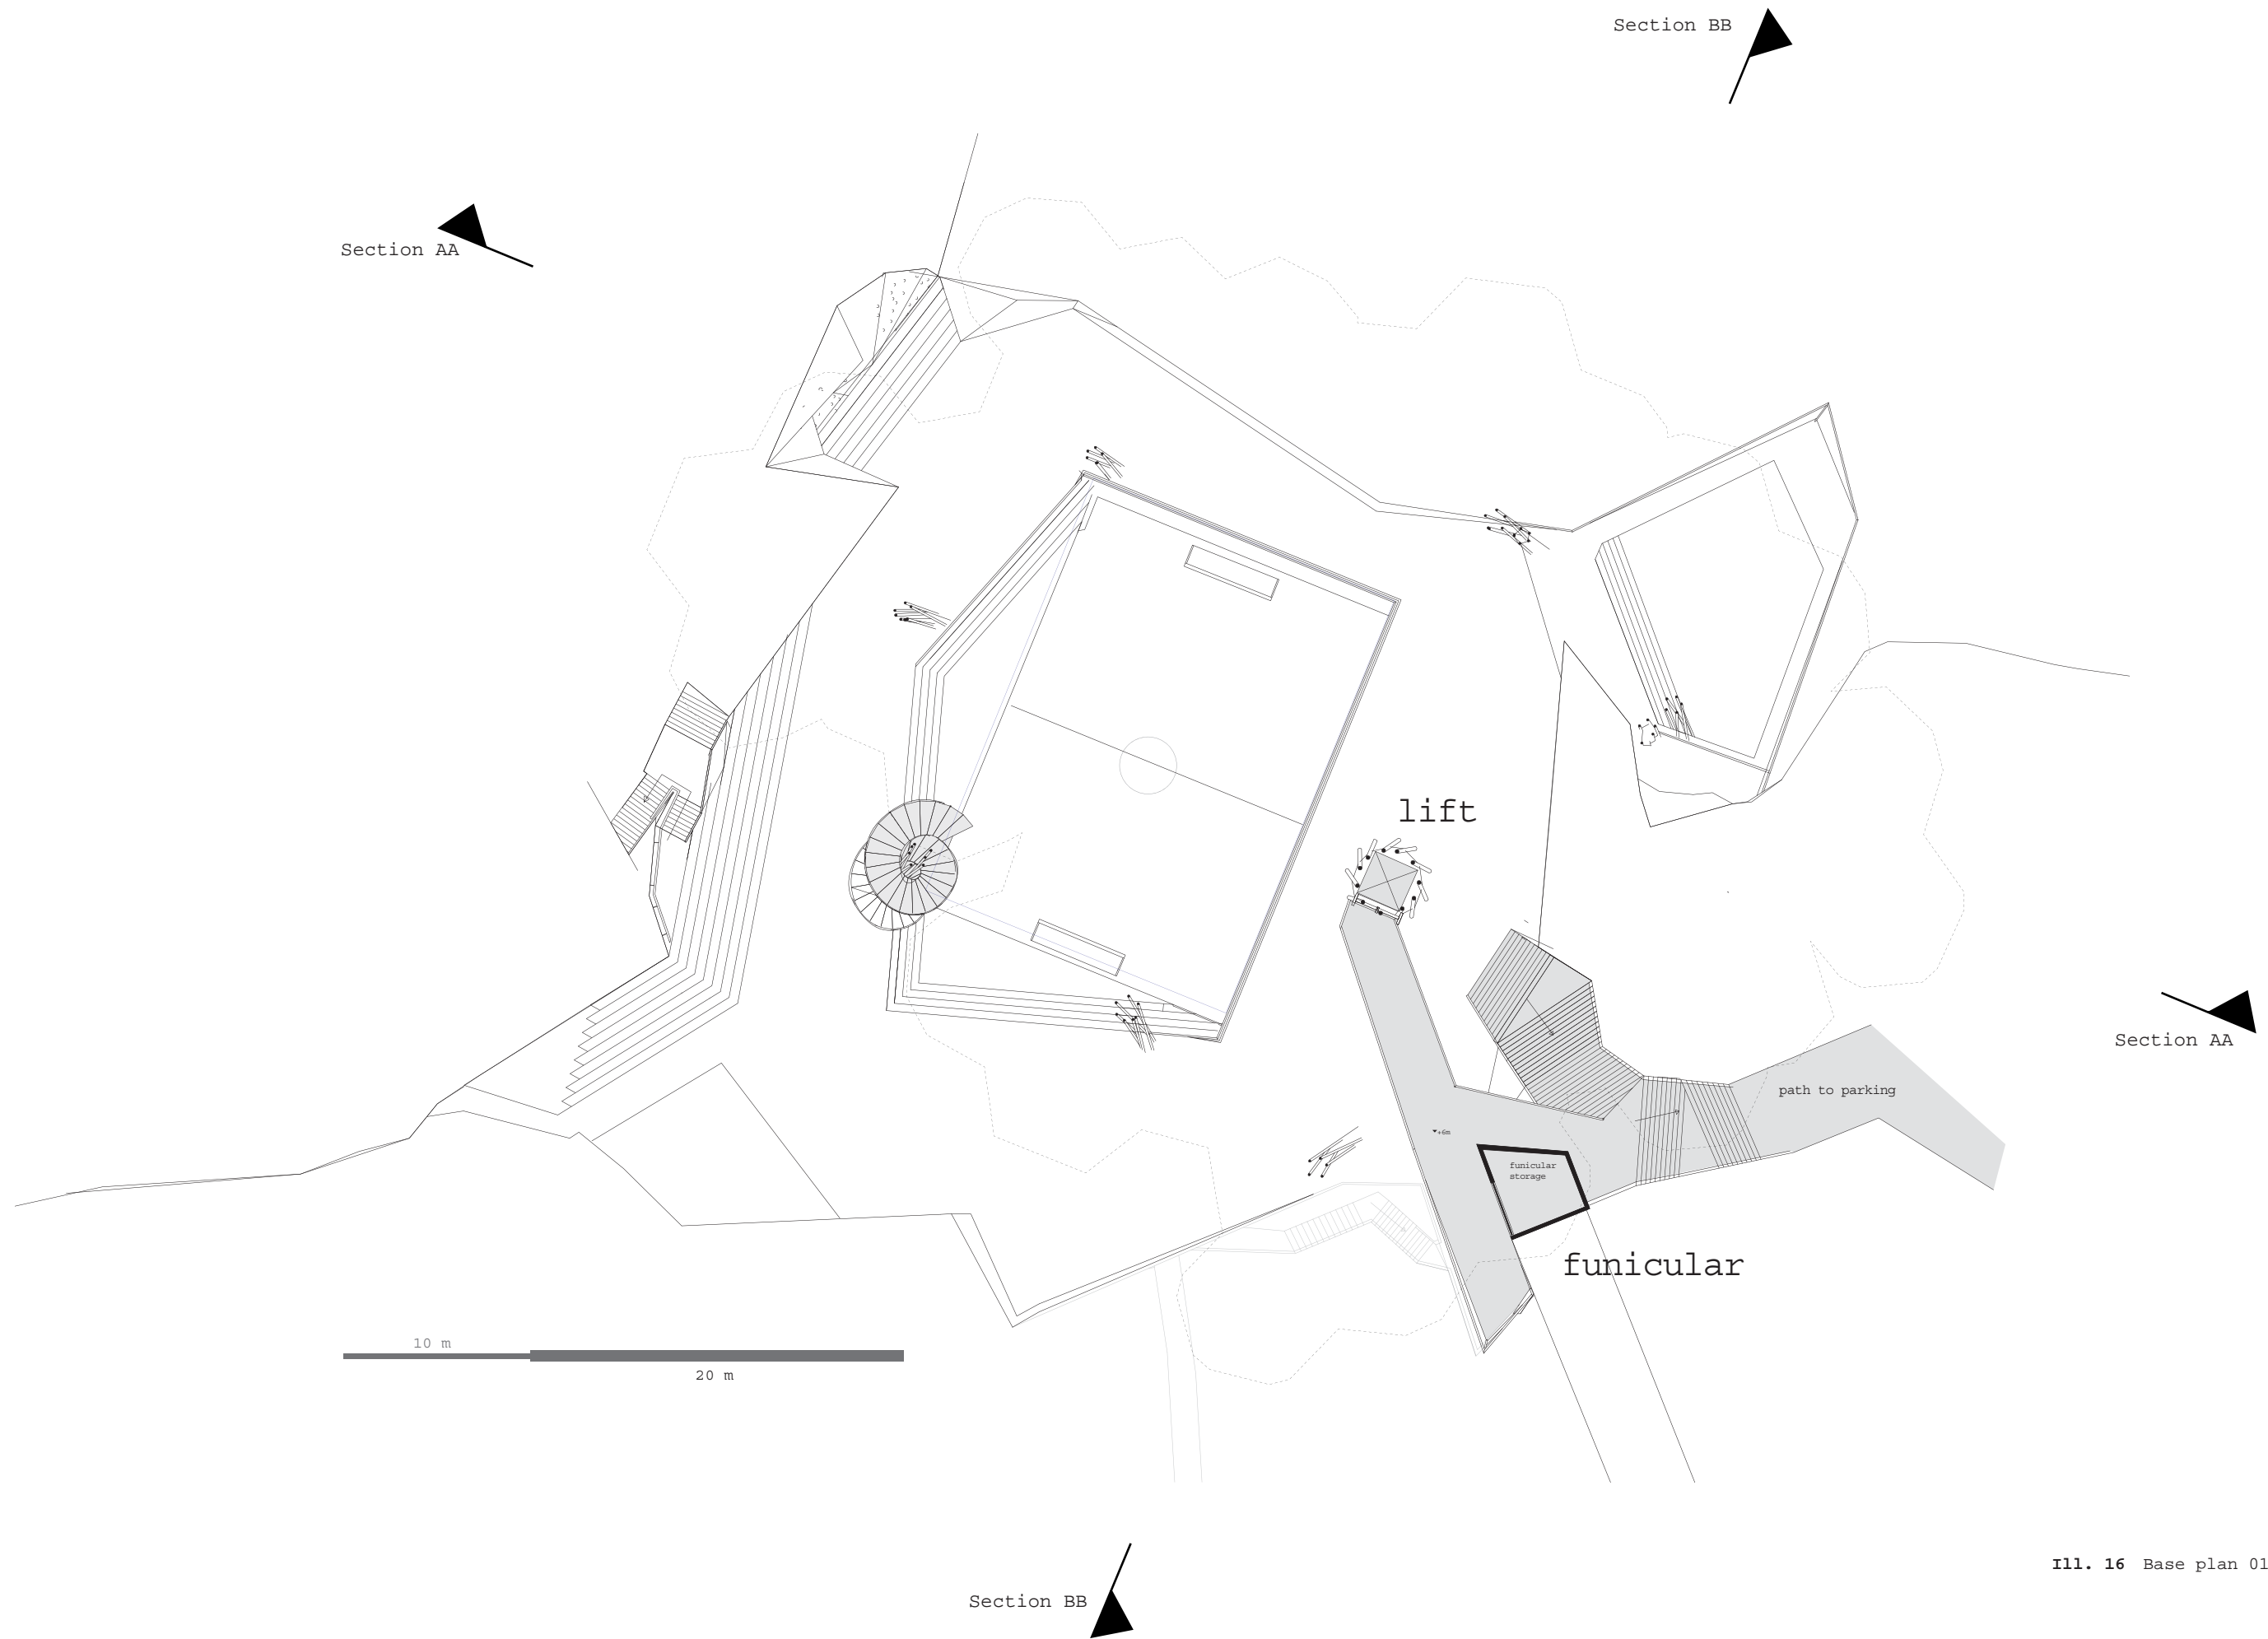 Section BB
Section AA
lift
Section AA
path to parking
+6m
funicular
storage
funicular
10 m
20 m
Ill. 16 Base plan 01
Section BB